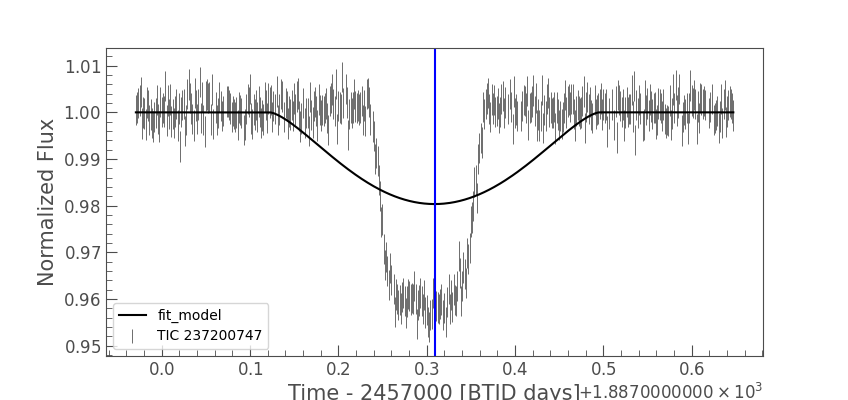 1.01
1.00
0.99
0.98
0.97
0.96
0.95
Normalized Flux
fit_model
TIC 237200747
0.0 0.1 0.2 0.3 0.4 0.5 0.6
Time - 2457000 [BTJD days]
+1.8870000000 × 10³